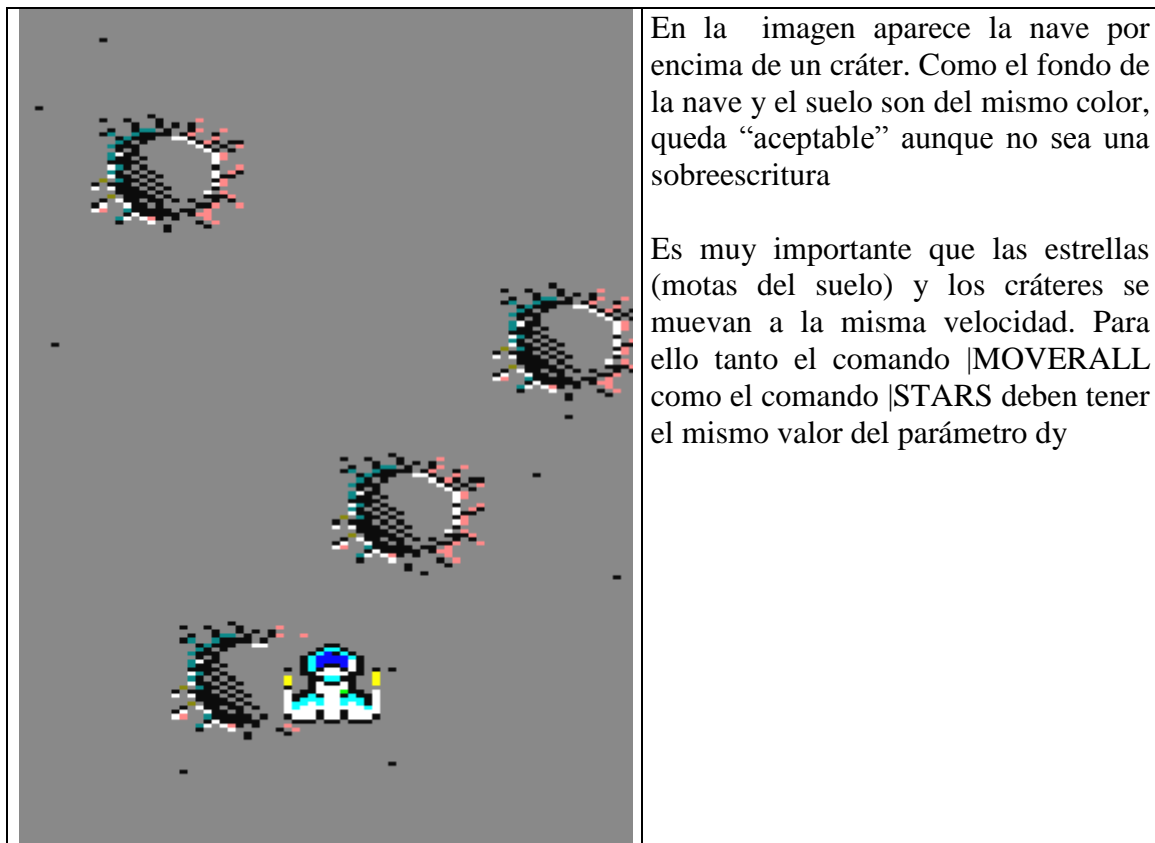 En la imagen aparece la nave por
encima de un cráter. Como el fondo de
la nave y el suelo son del mismo color,
queda “aceptable” aunque no sea una
sobreescritura
Es muy importante que las estrellas
(motas del suelo) y los cráteres se
muevan a la misma velocidad. Para
ello tanto el comando |MOVERALL
como el comando |STARS deben tener
el mismo valor del parámetro dy